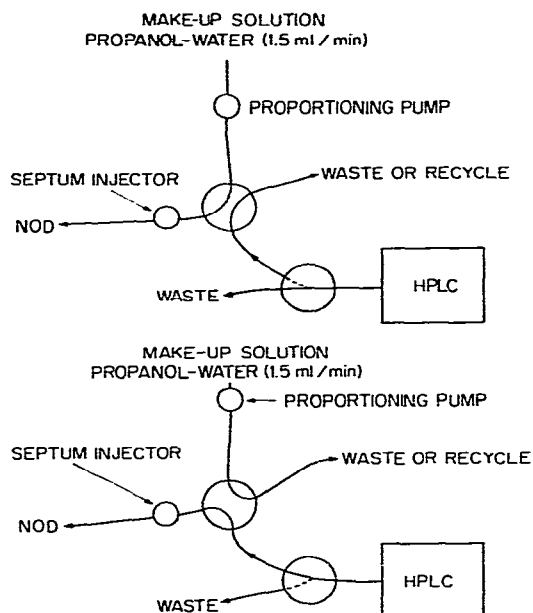 MAKE-UP SOLUTION
PROPANOL-WATER (1.5 ml/min)
PROPORTIONING PUMP
SEPTUM INJECTOR
WASTE OR RECYCLE
NOD
HPLC
WASTE
MAKE-UP SOLUTION
PROPANOL-WATER (1.5 ml/min)
PROPORTIONING PUMP
SEPTUM INJECTOR
WASTE OR RECYCLE
NOD
HPLC
WASTE